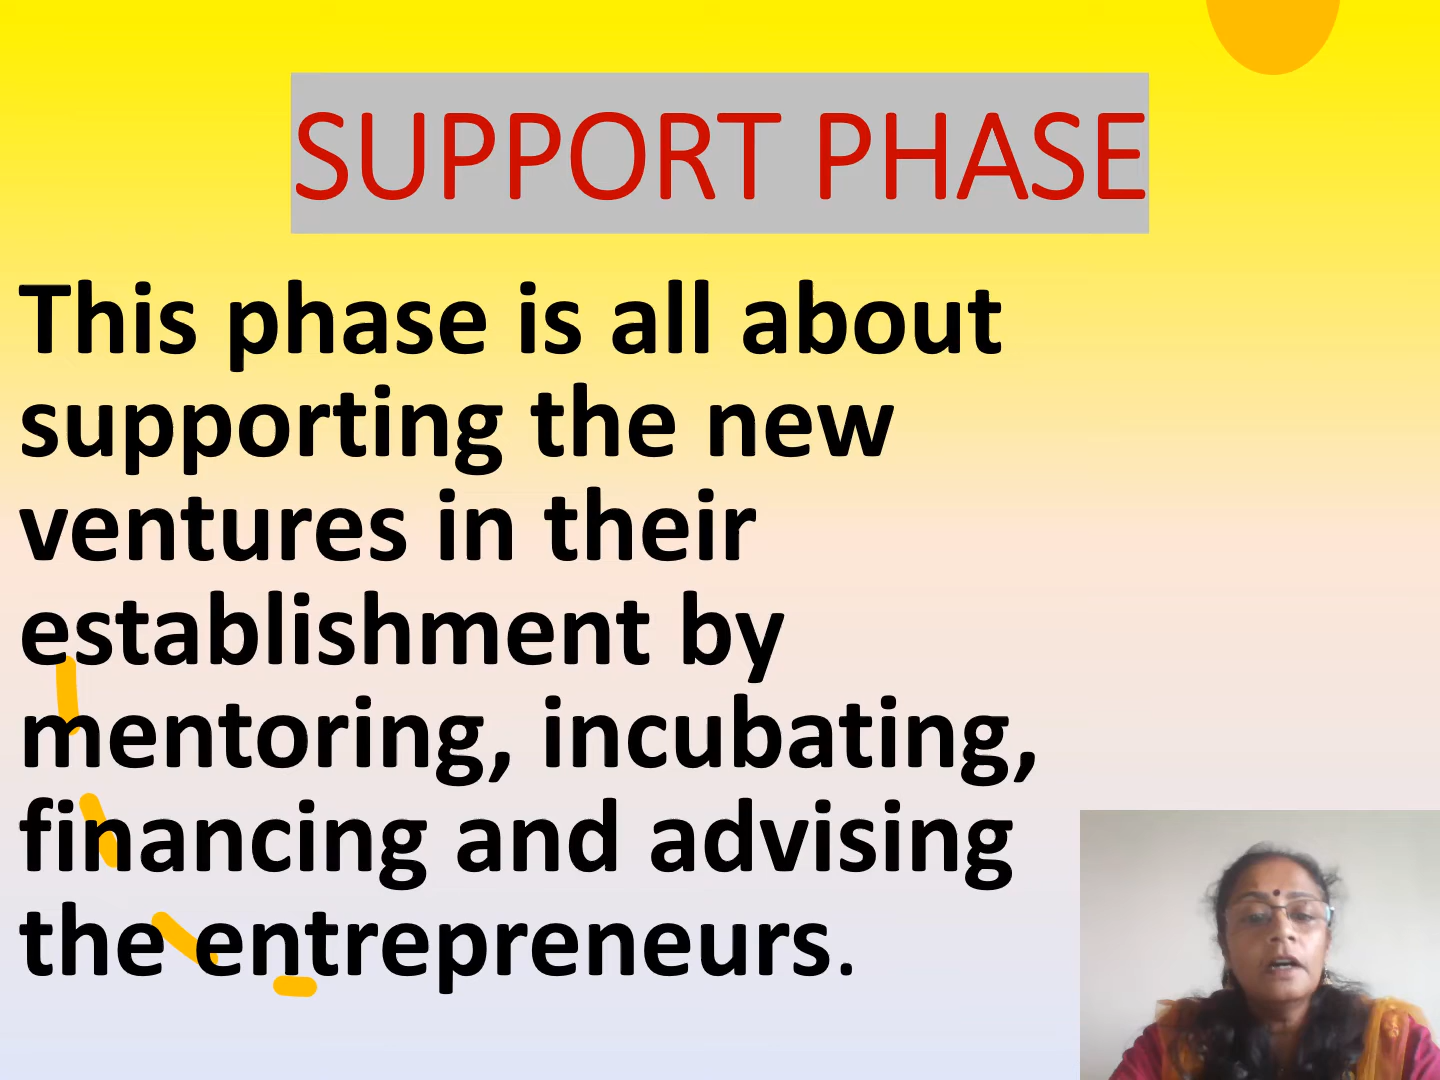 SUPPORT PHASE
This phase is all about
supporting the new
ventures in their
establishment by
mentoring, incubating,
financing and advising
the entrepreneurs.